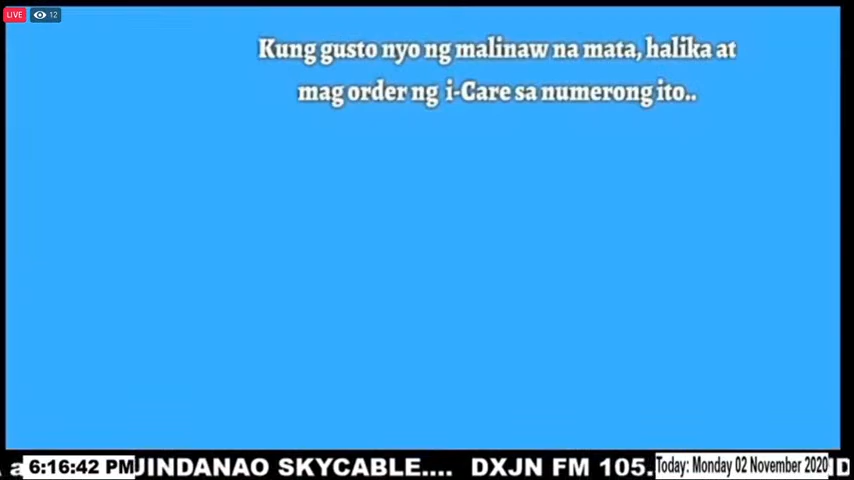 LIVE 12
Kung gusto nyo ng malinaw na mata, halika at
mag order ng i-Care sa numerong ito..
6:16:42 PM JINDANAO SKYCABLE.... DXJN FM 105. Today: Monday 02 November 2020